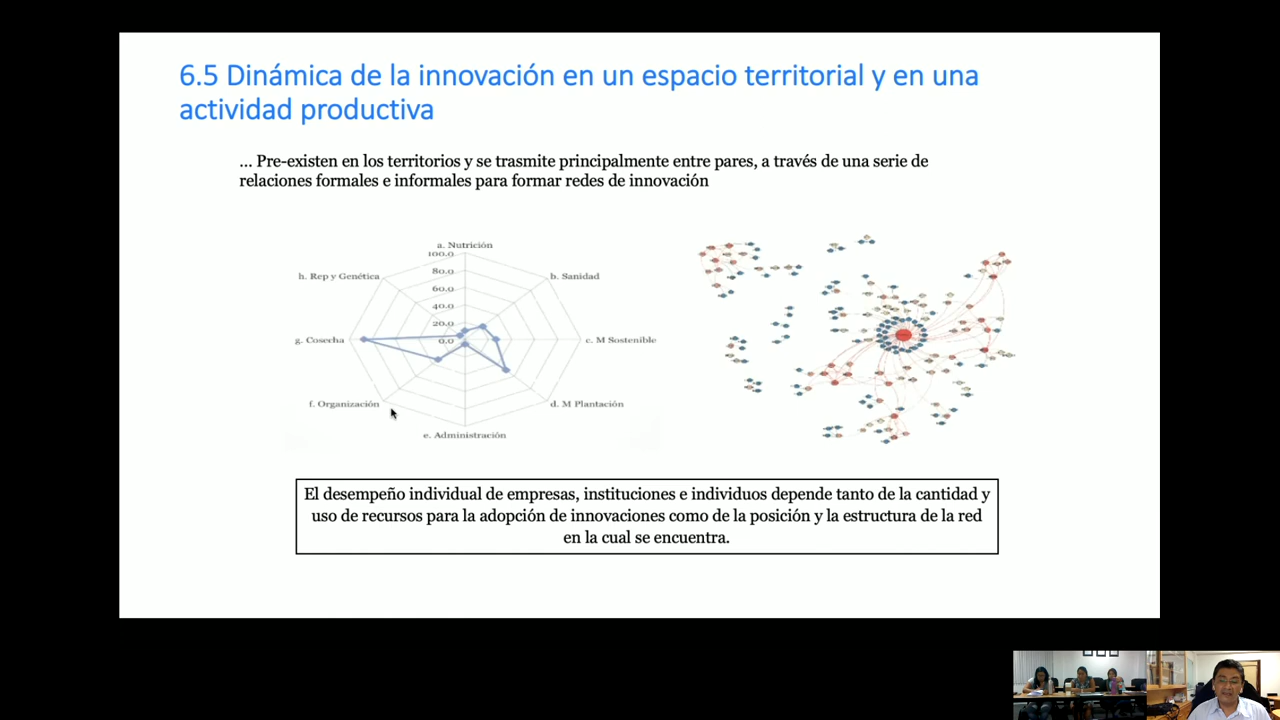 6.5 Dinámica de la innovación en un espacio territorial y en una
actividad productiva
... Pre-existen en los territorios y se trasmite principalmente entre pares, a través de una serie de
relaciones formales e informales para formar redes de innovación
a. Nutrición
100.0
h. Rep y Genética
80.0
b. Sanidad
60.0
40.0
20.0
g. Cosecha
0.0
c. M Sostenible
f. Organización
d. M Plantación
e. Administración
El desempeño individual de empresas, instituciones e individuos depende tanto de la cantidad y
uso de recursos para la adopción de innovaciones como de la posición y la estructura de la red
en la cual se encuentra.